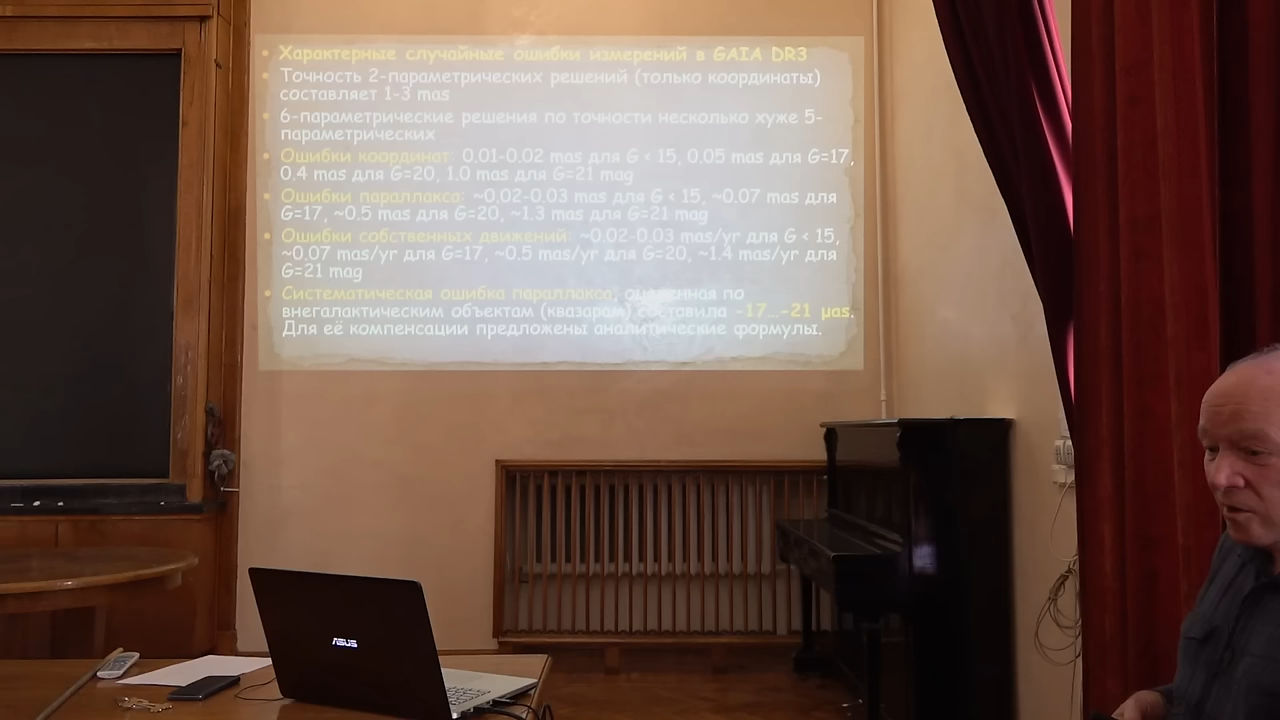 Характерные случайные ошибки измерений в GAIA DR3
Точность 2-параметрических решений (только координаты)
составляет 1-3 mas
6-параметрические решения по точности несколько хуже 5-
параметрических
Ошибки координат: 0,01-0.02 mas для G < 15, 0.05 mas для G=17,
0.4 mas для G=20, 1.0 mas для G=21 mag
Ошибки параллакса: ~0.02-0.03 mas для G < 15, ~0.07 mas для
G=17, ~0.5 mas для G=20, ~1.3 mas для G=21 mag
Ошибки собственных движений: ~0.02-0.03 mas/yr для G < 15,
~0.07 mas/yr для G=17, ~0.5 mas/yr для G=20, ~1.4 mas/yr для
G=21 mag
Систематическая ошибка параллакса, оцененная по
внегалактическим объектам (квазарам) составила -17…-21 µas.
Для её компенсации предложены аналитические формулы.
ASUS